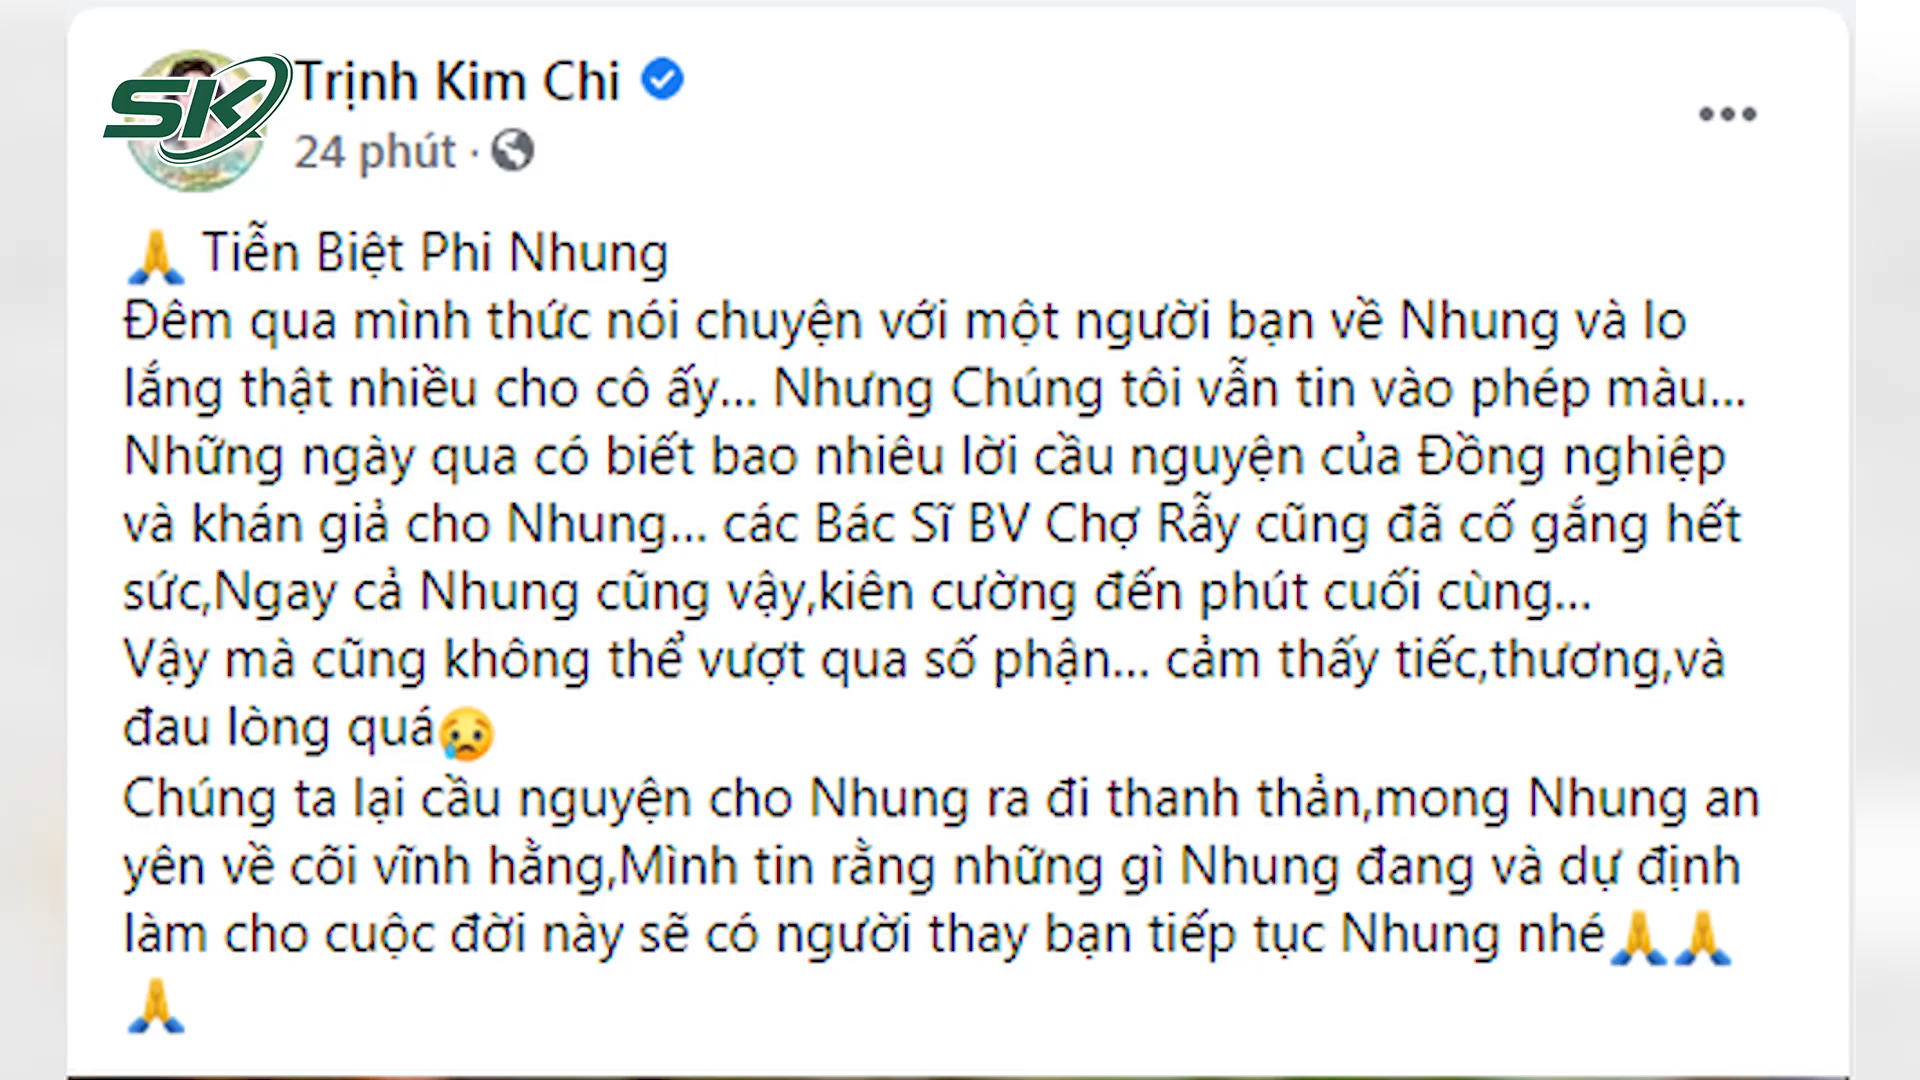 SK
Trịnh Kim Chi
24 phút ·
🙏 Tiễn Biệt Phi Nhung
Đêm qua mình thức nói chuyện với một người bạn về Nhung và lo
lắng thật nhiều cho cô ấy... Nhưng Chúng tôi vẫn tin vào phép màu...
Những ngày qua có biết bao nhiêu lời cầu nguyện của Đồng nghiệp
và khán giả cho Nhung... các Bác Sĩ BV Chợ Rẫy cũng đã cố gắng hết
sức,Ngay cả Nhung cũng vậy,kiên cường đến phút cuối cùng...
Vậy mà cũng không thể vượt qua số phận... cảm thấy tiếc,thương,và
đau lòng quá😢
Chúng ta lại cầu nguyện cho Nhung ra đi thanh thản,mong Nhung an
yên về cõi vĩnh hằng,Mình tin rằng những gì Nhung đang và dự định
làm cho cuộc đời này sẽ có người thay bạn tiếp tục Nhung nhé🙏🙏
🙏